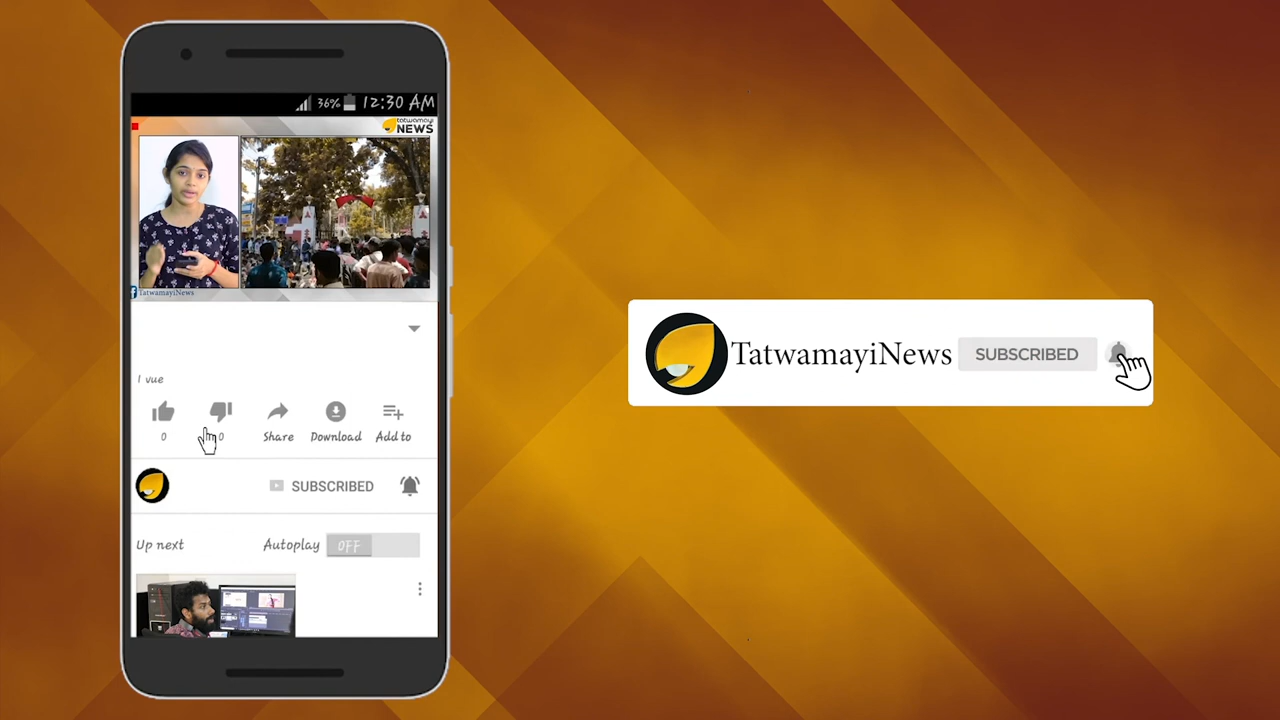 36% 12:30 AM
tatwamayi
NEWS
TatwamayiNews
1 vue
0 0 Share Download Add to
SUBSCRIBED
Up next Autoplay OFF
TatwamayiNews SUBSCRIBED